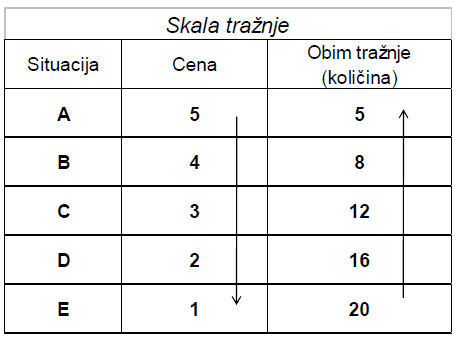 Skala tražnje
Situacija Cena Obim tražnje
(količina)
A 5 5
B 4 8
C 3 12
D 2 16
E 1 20